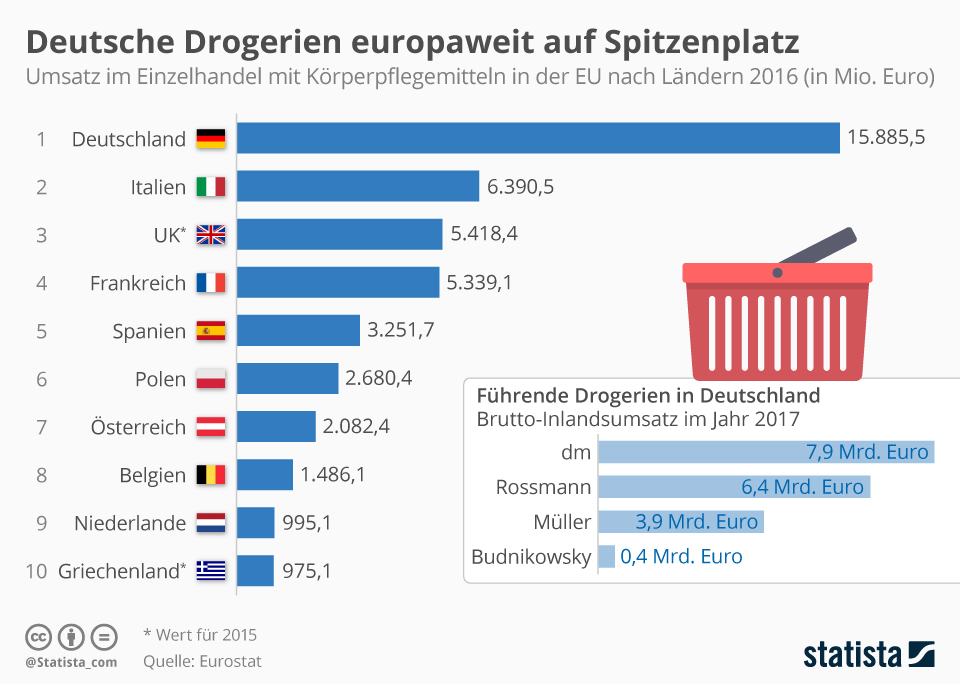 Deutsche Drogerien europaweit auf Spitzenplatz
Umsatz im Einzelhandel mit Körperpflegemitteln in der EU nach Ländern 2016 (in Mio. Euro)
1 Deutschland 15.885,5
2 Italien 6.390,5
3 UK* 5.418,4
4 Frankreich 5.339,1
5 Spanien 3.251,7
6 Polen 2.680,4
7 Österreich 2.082,4
8 Belgien 1.486,1
9 Niederlande 995,1
10 Griechenland* 975,1
Führende Drogerien in Deutschland
Brutto-Inlandsumsatz im Jahr 2017
dm 7,9 Mrd. Euro
Rossmann 6,4 Mrd. Euro
Müller 3,9 Mrd. Euro
Budnikowsky 0,4 Mrd. Euro
cc
@Statista_com
* Wert für 2015
Quelle: Eurostat
statista